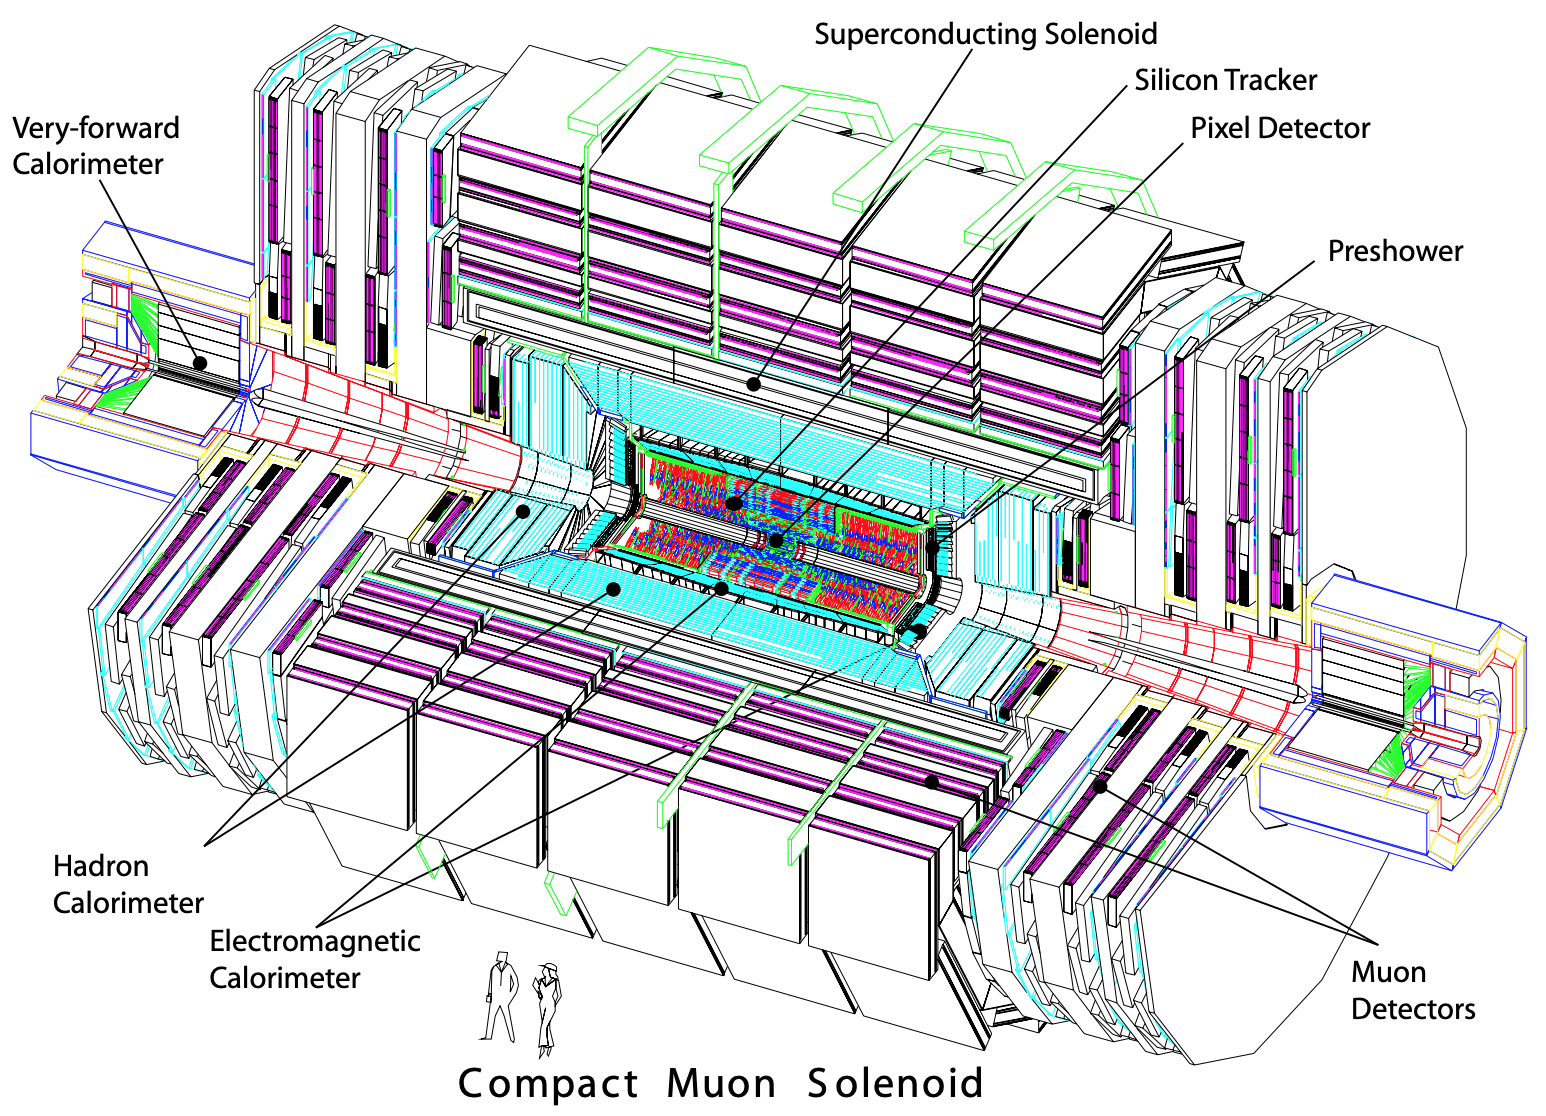 Superconducting Solenoid
Silicon Tracker
Pixel Detector
Very-forward
Calorimeter
Preshower
Hadron
Calorimeter
Electromagnetic
Calorimeter
Muon
Detectors
Compact Muon Solenoid